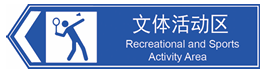 文体活动区
Recreational and Sports
Activity Area